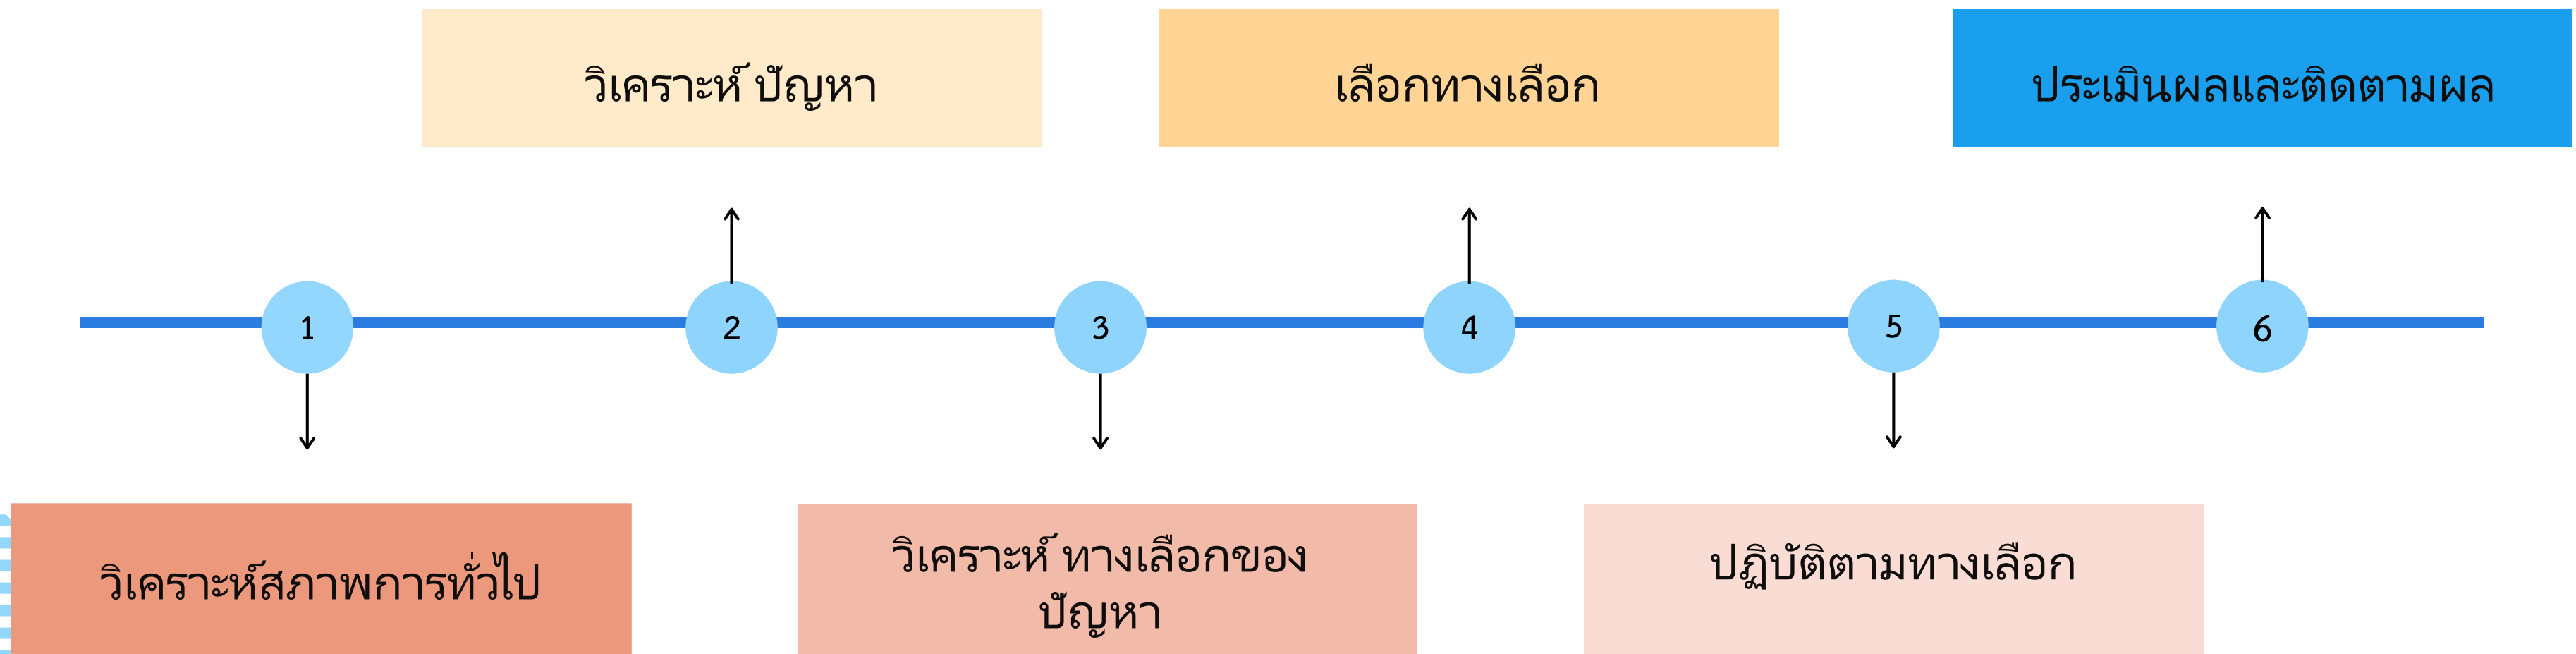 วิเคราะห์ ปัญหา
เลือกทางเลือก
ประเมินผลและติดตามผล
1
2
3
4
5
6
วิเคราะห์สภาพการทั่วไป
วิเคราะห์ ทางเลือกของ
ปัญหา
ปฏิบัติตามทางเลือก